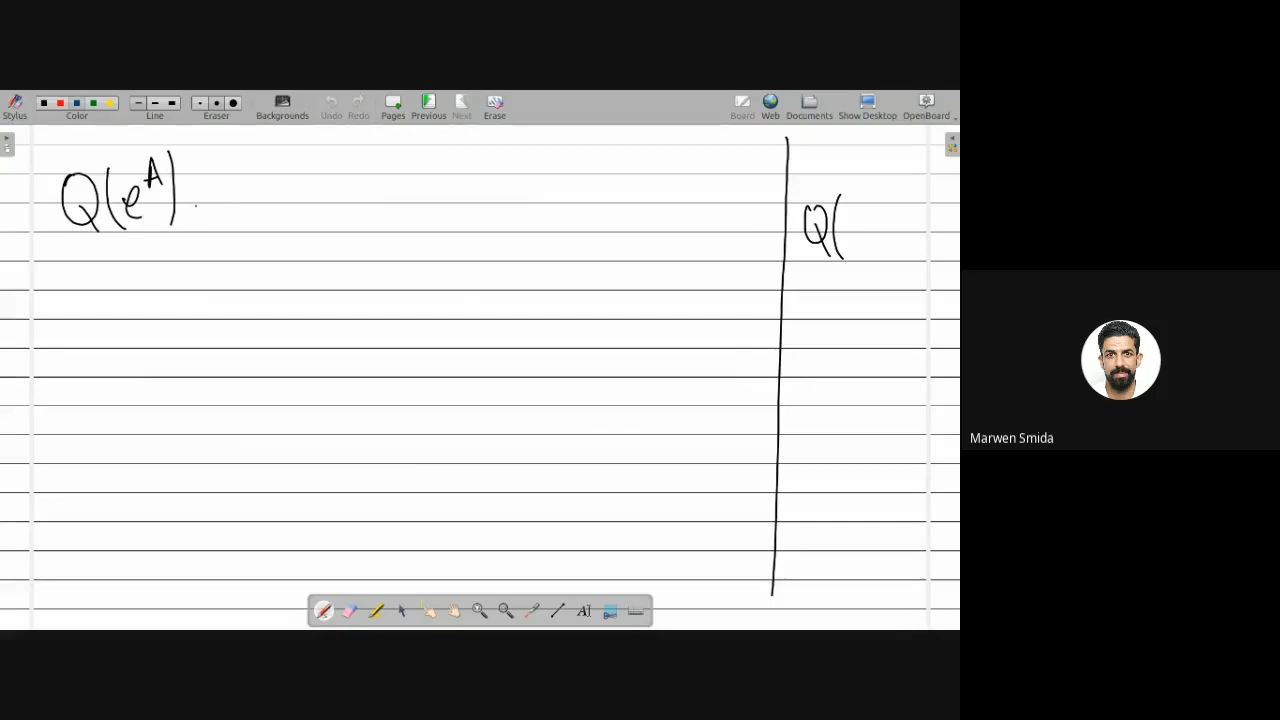 Stylus Color Line Eraser Backgrounds Undo Redo Pages Previous Next Erase Board Web Documents Show Desktop OpenBoard
Q(e^A).
Q(
Marwen Smida
AI